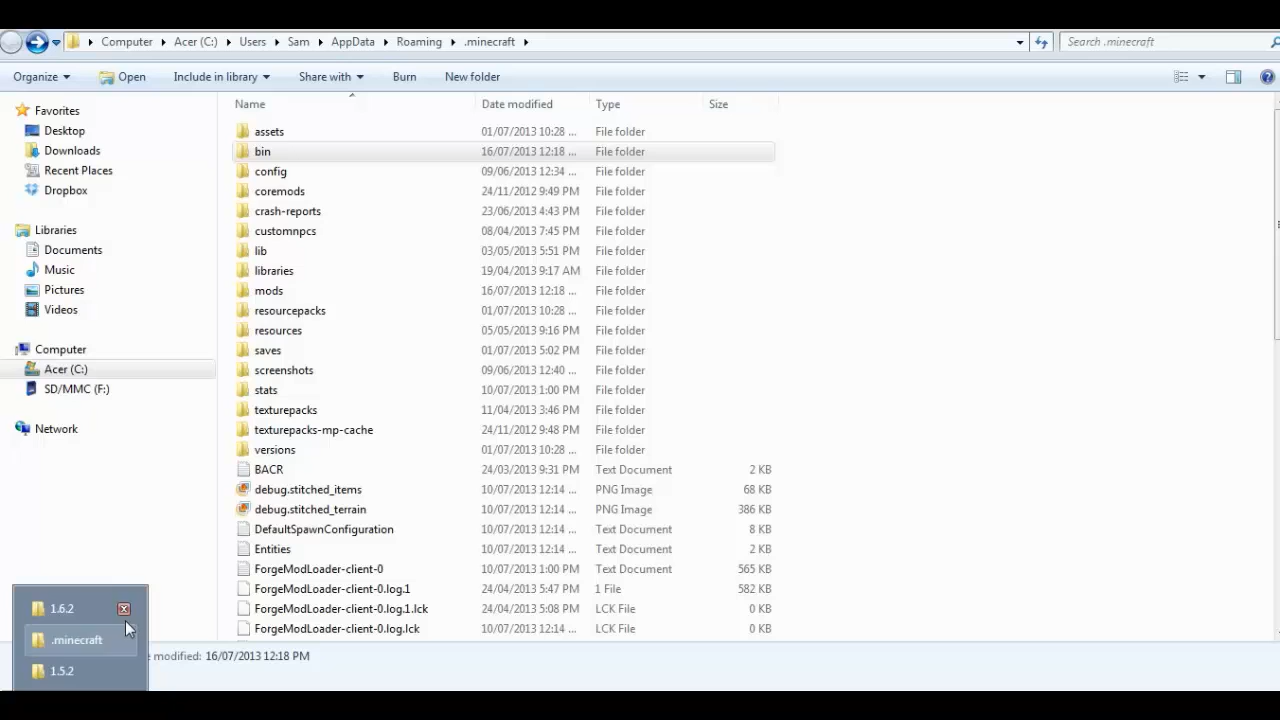 Computer Acer (C:) Users Sam AppData Roaming .minecraft Search .minecraft
Organize Open Include in library Share with Burn New folder
Name Date modified Type Size
Favorites
Desktop
Downloads
Recent Places
Dropbox
Libraries
Documents
Music
Pictures
Videos
Computer
Acer (C:)
SD/MMC (F:)
Network
assets 01/07/2013 10:28 ... File folder
bin 16/07/2013 12:18 ... File folder
config 09/06/2013 12:34 ... File folder
coremods 24/11/2012 9:49 PM File folder
crash-reports 23/06/2013 4:43 PM File folder
customnpcs 08/04/2013 7:45 PM File folder
lib 03/05/2013 5:51 PM File folder
libraries 19/04/2013 9:17 AM File folder
mods 16/07/2013 12:18 ... File folder
resourcepacks 01/07/2013 10:28 ... File folder
resources 05/05/2013 9:16 PM File folder
saves 01/07/2013 5:02 PM File folder
screenshots 09/06/2013 12:40 ... File folder
stats 10/07/2013 1:00 PM File folder
texturepacks 11/04/2013 3:46 PM File folder
texturepacks-mp-cache 24/11/2012 9:48 PM File folder
versions 01/07/2013 10:28 ... File folder
BACR 24/03/2013 9:31 PM Text Document 2 KB
debug.stitched_items 10/07/2013 12:14 ... PNG Image 68 KB
debug.stitched_terrain 10/07/2013 12:14 ... PNG Image 386 KB
DefaultSpawnConfiguration 10/07/2013 12:14 ... Text Document 8 KB
Entities 10/07/2013 12:14 ... Text Document 2 KB
ForgeModLoader-client-0 10/07/2013 1:00 PM Text Document 565 KB
ForgeModLoader-client-0.log.1 24/04/2013 5:47 PM 1 File 582 KB
ForgeModLoader-client-0.log.1.lck 24/04/2013 5:08 PM LCK File 0 KB
ForgeModLoader-client-0.log.lck 10/07/2013 12:14 ... LCK File 0 KB
1.6.2
.minecraft
1.5.2
e modified: 16/07/2013 12:18 PM